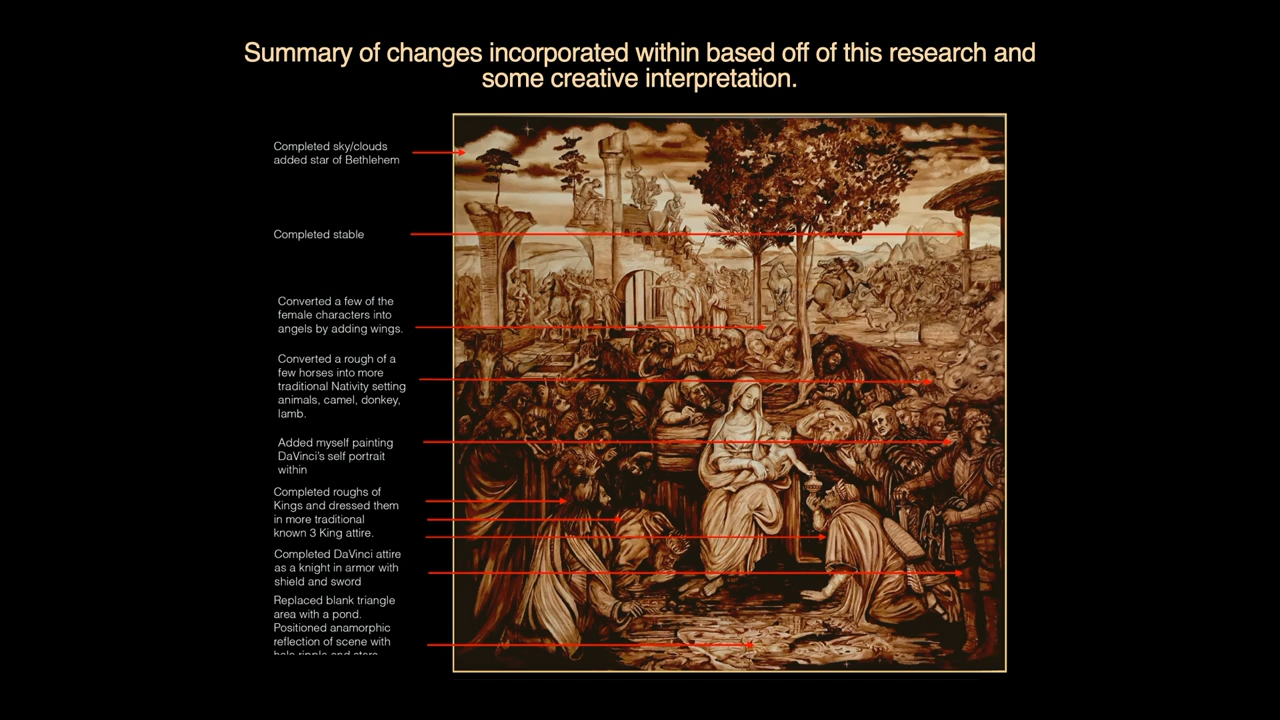 Summary of changes incorporated within based off of this research and
some creative interpretation.
Completed sky/clouds
added star of Bethlehem
Completed stable
Converted a few of the
female characters into
angels by adding wings.
Converted a rough of a
few horses into more
traditional Nativity setting
animals, camel, donkey,
lamb.
Added myself painting
DaVinci's self portrait
within
Completed roughs of
Kings and dressed them
in more traditional
known 3 King attire.
Completed DaVinci attire
as a knight in armor with
shield and sword
Replaced blank triangle
area with a pond.
Positioned anamorphic
reflection of scene with